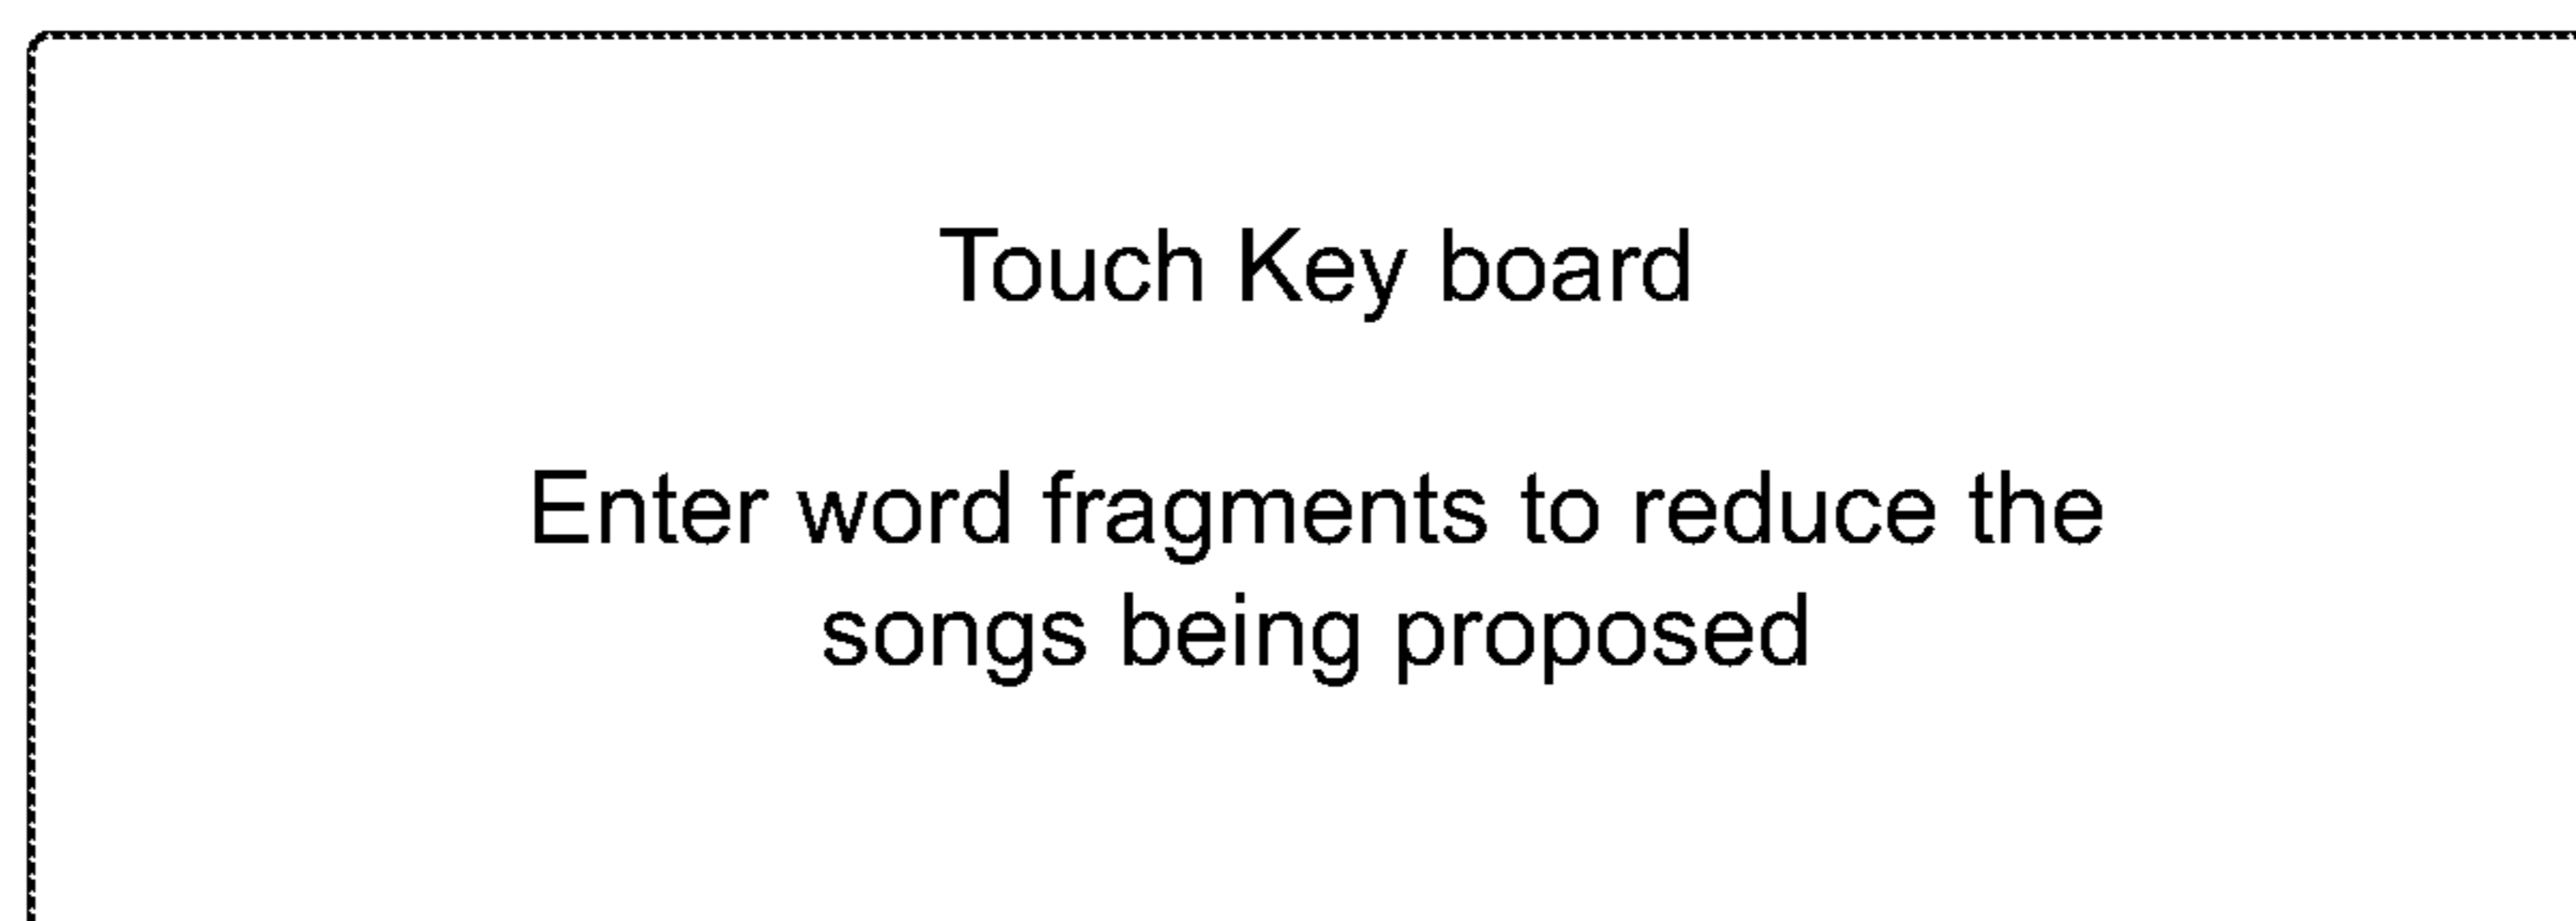 Touch Key board
Enter word fragments to reduce the
songs being proposed